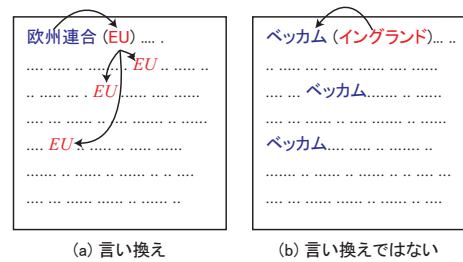 欧州連合 (EU) .... .
..... .. ..... .. ..... EU .. .....
.. ..... .... . EU .... .. ..... ..
... .. ..... ..... .. ..... .. .....
.... EU .. ..... .. ..... ......
...... .. ..... .. ..... ..... .. ....
.... ..... ..... .. ..... ..
(a) 言い換え
ベッカム (イングランド)... ..
.. ..... .... ..... .. ..... .. ....
.... .... ベッカム....... .. ..
... .. ..... ..... .. ..... .. .....
ベッカム..... ..... .. ......
...... .. ..... .. ..... ..... .. ....
.... ..... ..... .. ..... ..
(b) 言い換えではない